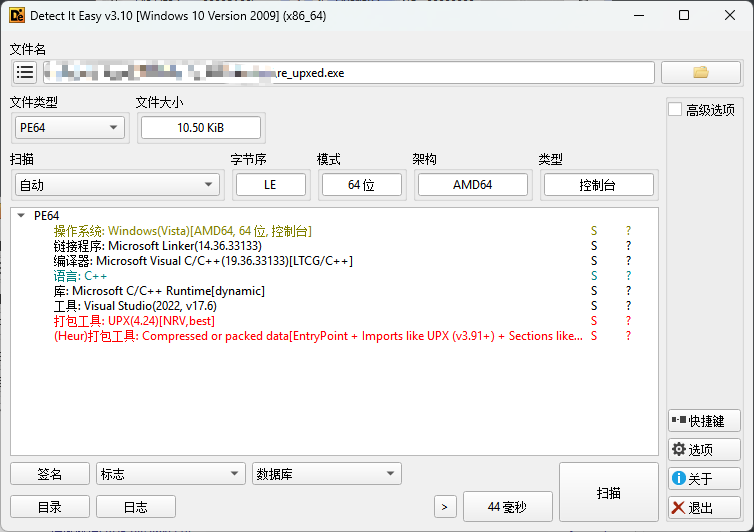 Detect It Easy v3.10 [Windows 10 Version 2009] (x86_64)
文件名
re_upxed.exe
文件类型 文件大小
高级选项
PE64 10.50 KiB
扫描 字节序 模式 架构 类型
自动 LE 64 位 AMD64 控制台
PE64
操作系统: Windows(Vista)[AMD64, 64 位, 控制台] S ?
链接程序: Microsoft Linker(14.36.33133) S ?
编译器: Microsoft Visual C/C++(19.36.33133)[LTCG/C++] S ?
语言: C++ S ?
库: Microsoft C/C++ Runtime[dynamic] S ?
工具: Visual Studio(2022, v17.6) S ?
打包工具: UPX(4.24)[NRV,best] S ?
(Heur)打包工具: Compressed or packed data[EntryPoint + Imports like UPX (v3.91+) + Sections like... S ?
快捷键
选项
签名 标志 数据库
关于
扫描
目录 日志 > 44 毫秒
退出